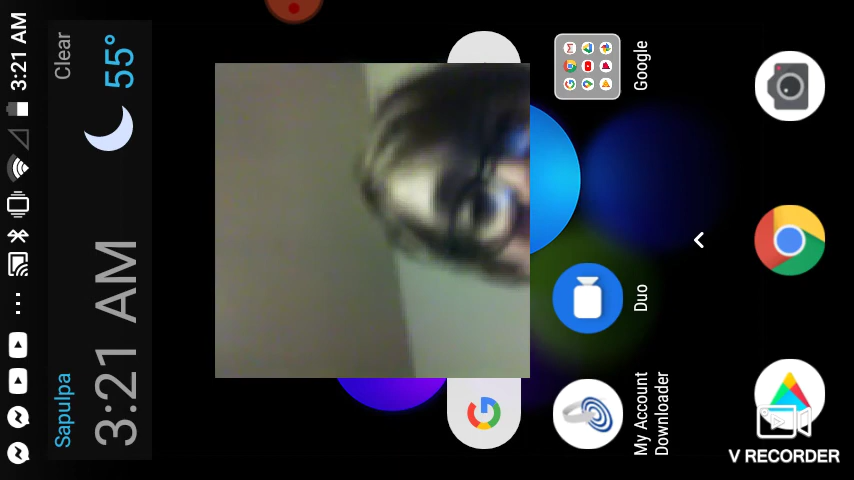 3:21 AM
Sapulpa
Clear
3:21 AM
55°
Google
Duo
My Account
Downloader
V RECORDER